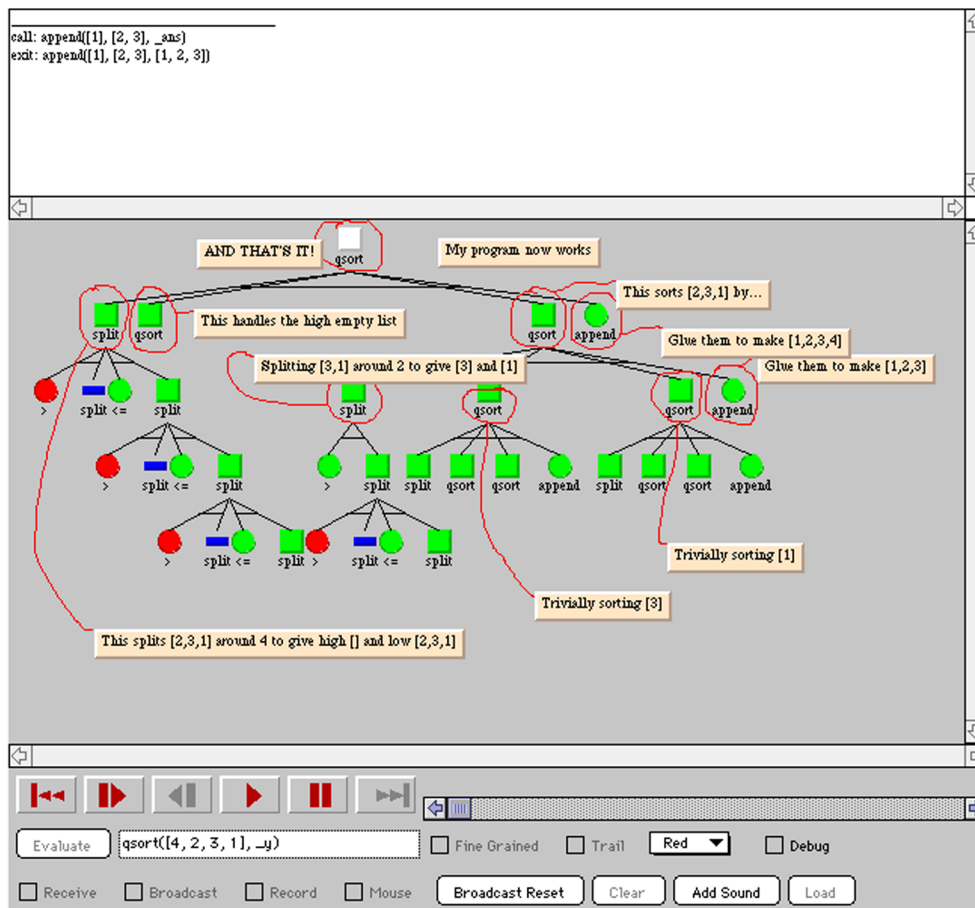 call: append([1], [2, 3], _ans)
exit: append([1], [2, 3], [1, 2, 3])
AND THAT'S IT!
qsort
My program now works
This sorts [2,3,1] by...
split
qsort
This handles the high empty list
qsort
append
Glue them to make [1,2,3,4]
Splitting [3,1] around 2 to give [3] and [1]
Glue them to make [1,2,3]
> split <= split
split
qsort
qsort
append
> split <= split
> split
split qsort qsort append
split qsort qsort append
> split <= split
> split <= split
Trivially sorting [1]
Trivially sorting [3]
This splits [2,3,1] around 4 to give high [] and low [2,3,1]
Evaluate
qsort([4, 2, 3, 1], _y)
Fine Grained
Trail
Red
Debug
Receive
Broadcast
Record
Mouse
Broadcast Reset
Clear
Add Sound
Load